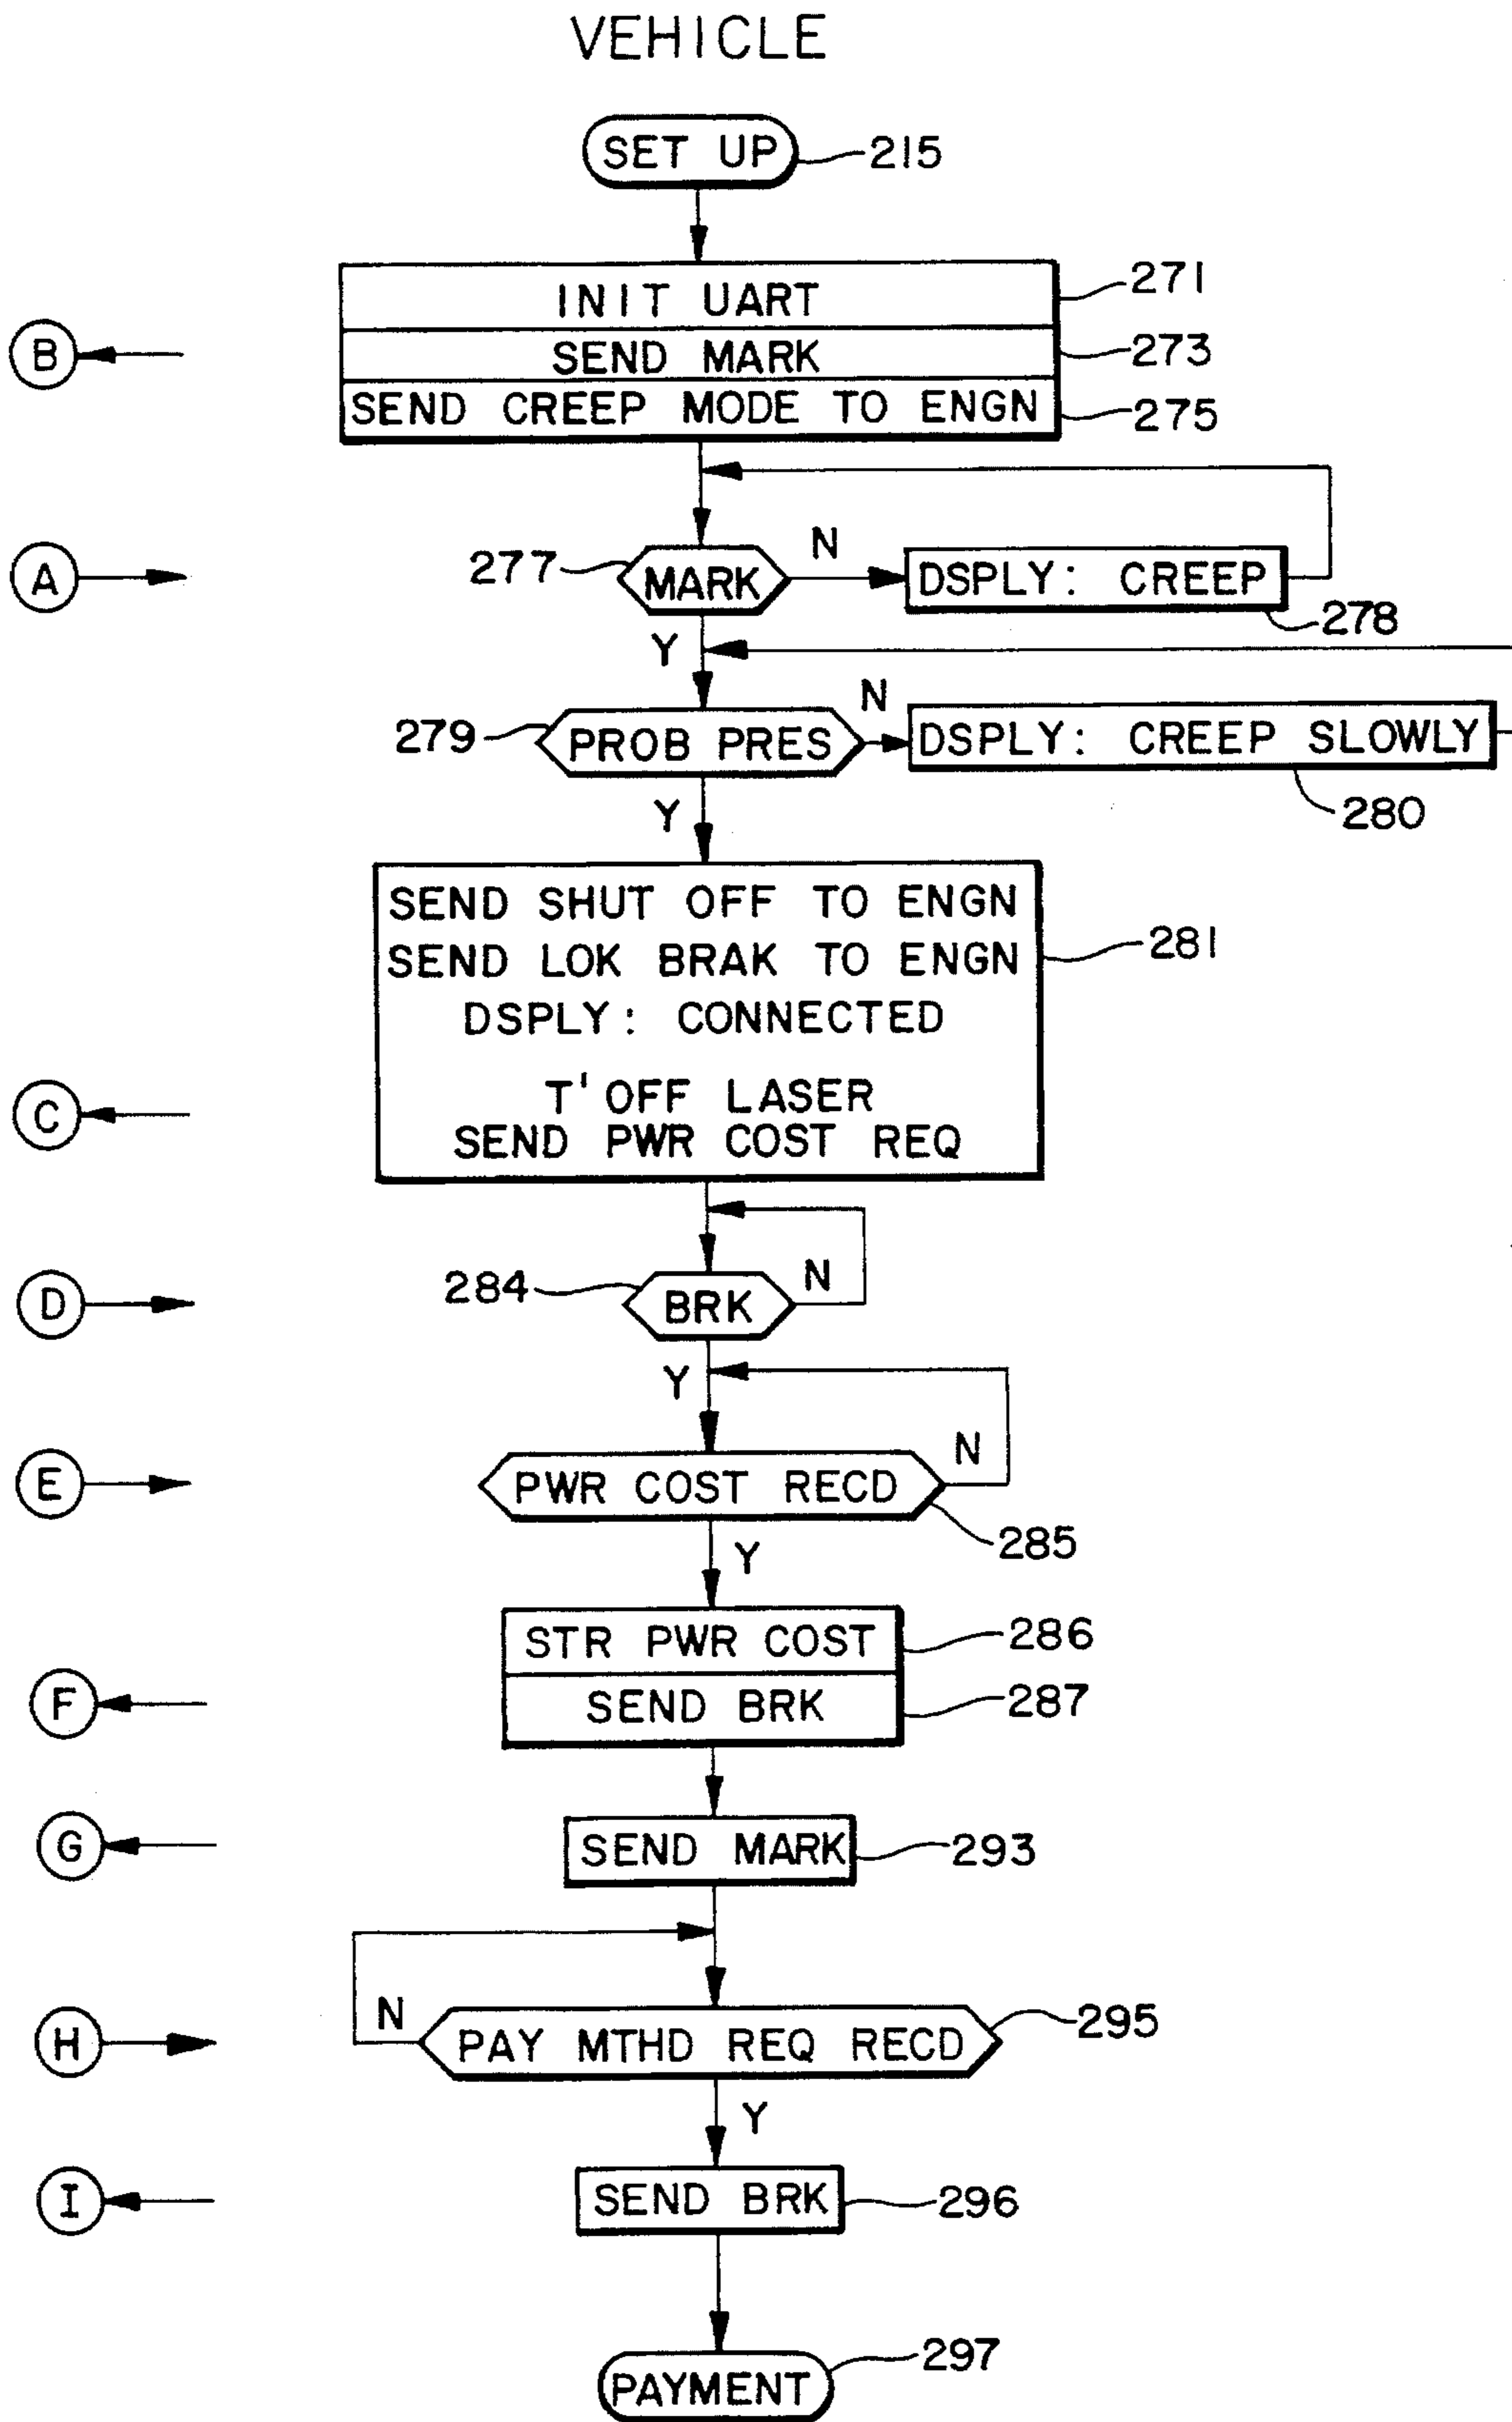 VEHICLE
SET UP
215
INIT UART
271
B
SEND MARK
273
SEND CREEP MODE TO ENGN
275
A
277
MARK
N
DSPLY: CREEP
278
Y
279
PROB PRES
N
DSPLY: CREEP SLOWLY
280
Y
SEND SHUT OFF TO ENGN
SEND LOK BRAK TO ENGN
281
DSPLY: CONNECTED
C
T'OFF LASER
SEND PWR COST REQ
D
284
BRK
N
Y
E
PWR COST RECD
N
285
Y
STR PWR COST
286
F
SEND BRK
287
G
SEND MARK
293
H
N
PAY MTHD REQ RECD
295
Y
I
SEND BRK
296
PAYMENT
297